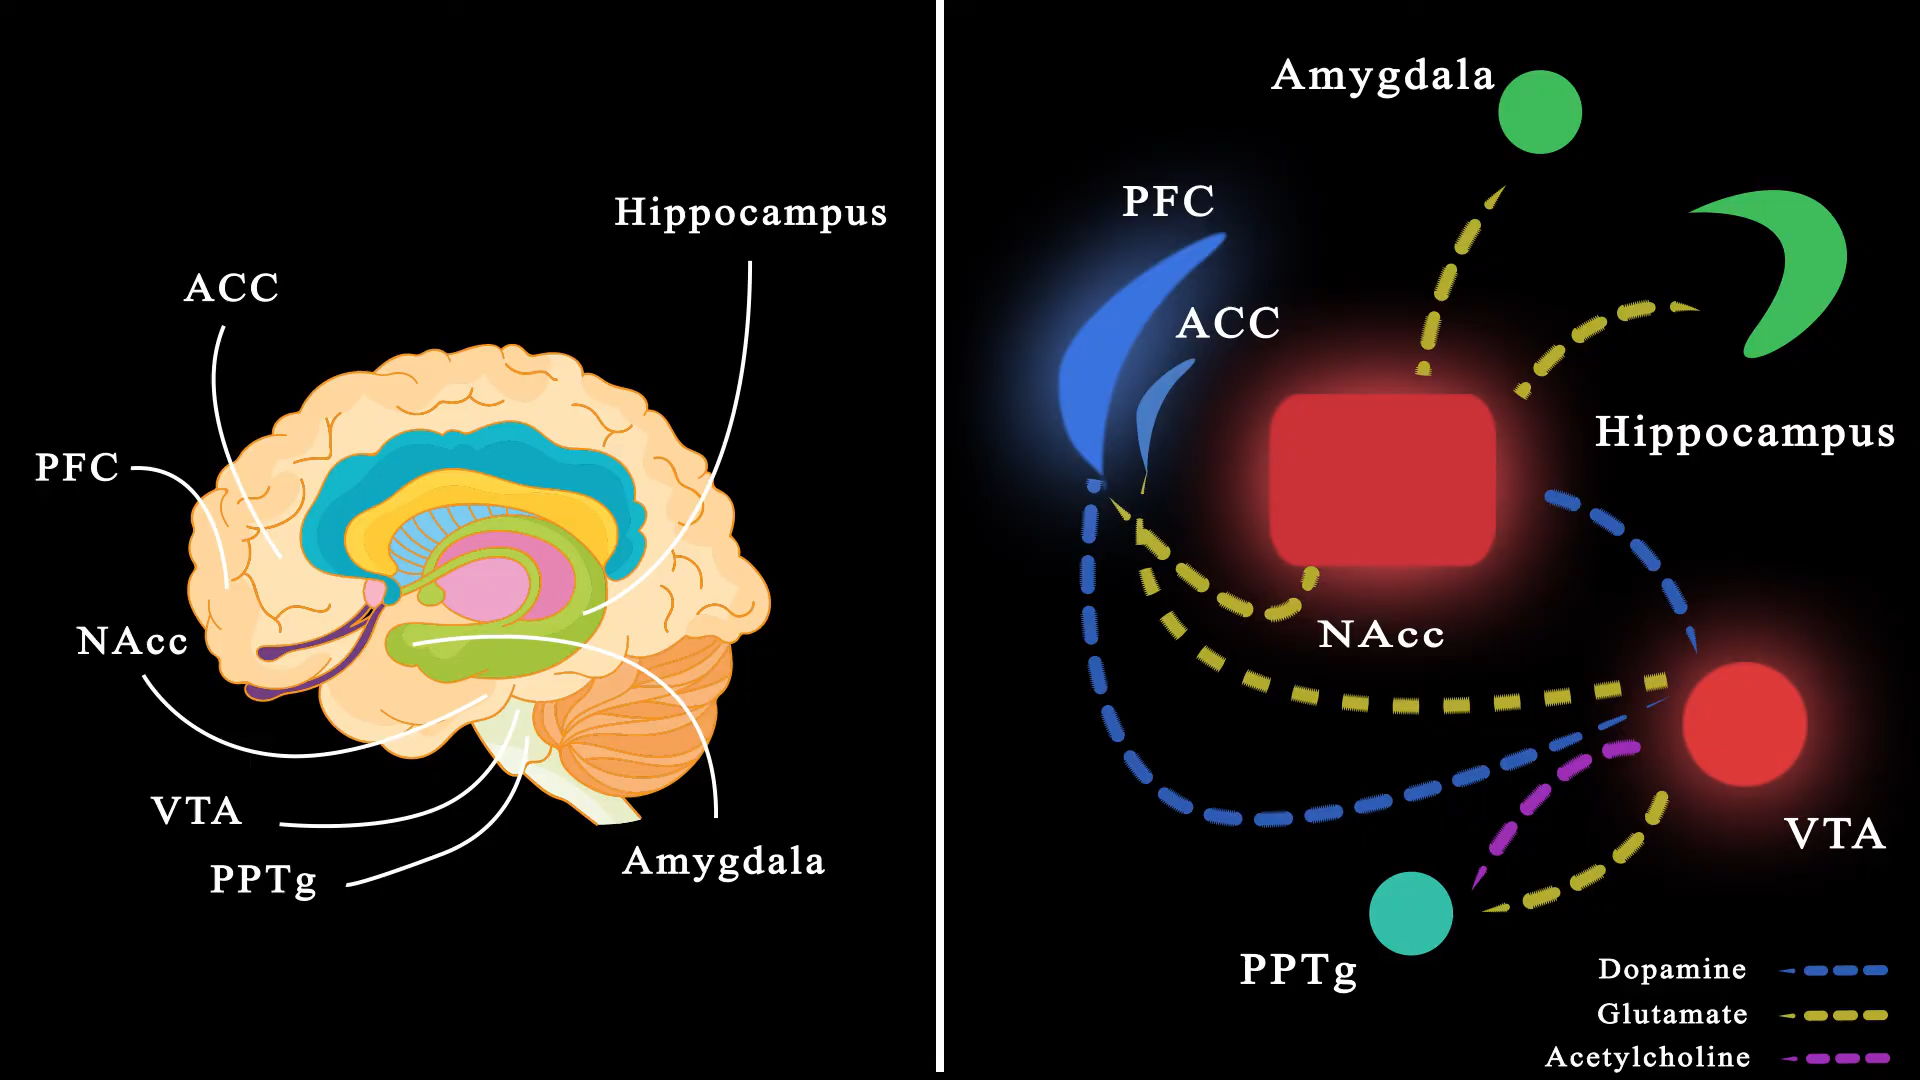 Hippocampus
ACC
PFC
NAcc
VTA
PPTg
Amygdala
Amygdala
PFC
ACC
Hippocampus
NAcc
VTA
PPTg
Dopamine
Glutamate
Acetylcholine